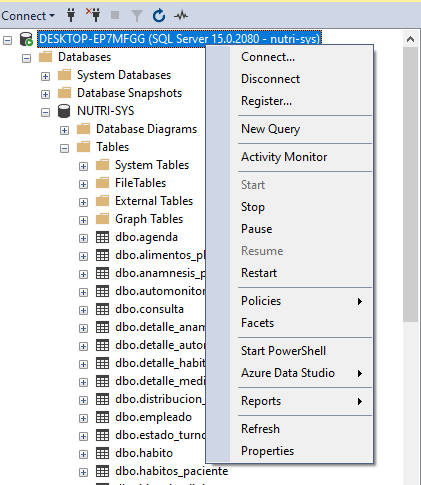 Connect
DESKTOP-EP7MFGG (SQL Server 15.0.2080 - nutri-sys)
Databases
System Databases
Database Snapshots
NUTRI-SYS
Database Diagrams
Tables
System Tables
FileTables
External Tables
Graph Tables
dbo.agenda
dbo.alimentos_pl
dbo.anamnesis_p
dbo.automonitor
dbo.consulta
dbo.detalle_anam
dbo.detalle_autor
dbo.detalle_habit
dbo.detalle_medi
dbo.distribucion_
dbo.empleado
dbo.estado_turno
dbo.habito
dbo.habitos_paciente
Connect...
Disconnect
Register...
New Query
Activity Monitor
Start
Stop
Pause
Resume
Restart
Policies
Facets
Start PowerShell
Azure Data Studio
Reports
Refresh
Properties